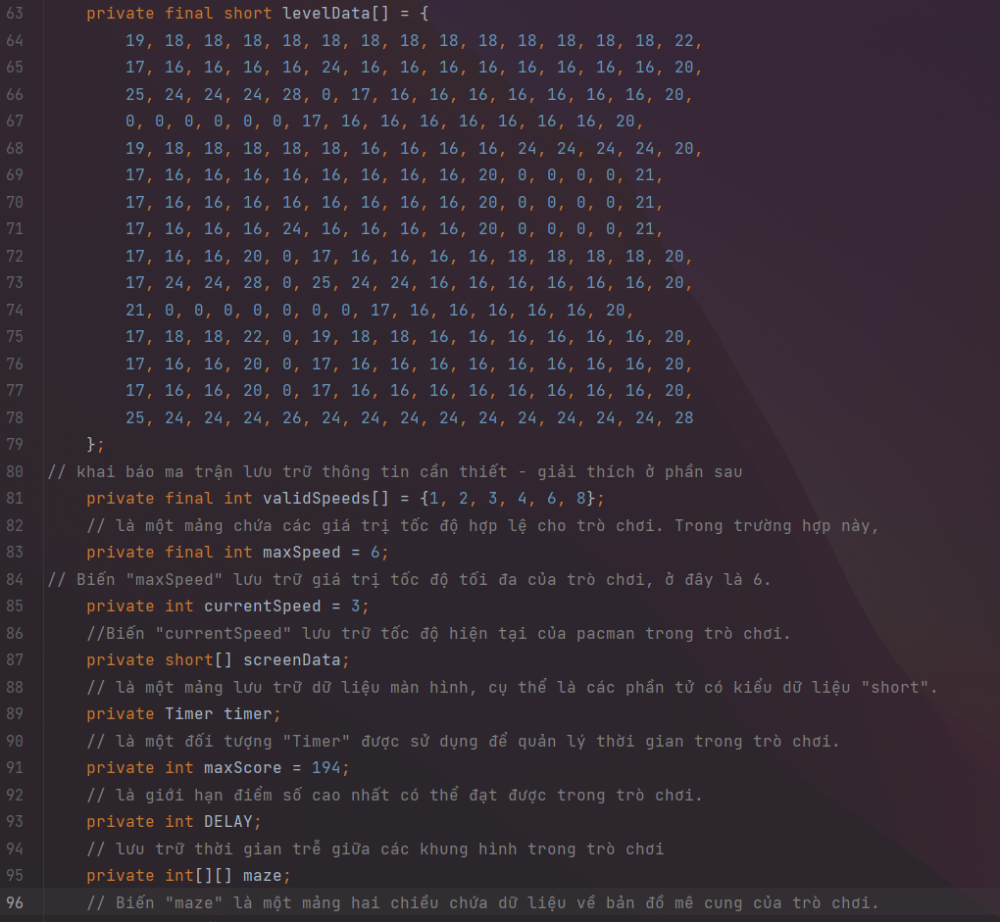 63 private final short levelData[] = {
64 19, 18, 18, 18, 18, 18, 18, 18, 18, 18, 18, 18, 18, 18, 22,
65 17, 16, 16, 16, 16, 24, 16, 16, 16, 16, 16, 16, 16, 16, 20,
66 25, 24, 24, 24, 28, 0, 17, 16, 16, 16, 16, 16, 16, 16, 20,
67 0, 0, 0, 0, 0, 0, 17, 16, 16, 16, 16, 16, 16, 16, 20,
68 19, 18, 18, 18, 18, 18, 16, 16, 16, 16, 24, 24, 24, 24, 20,
69 17, 16, 16, 16, 16, 16, 16, 16, 16, 20, 0, 0, 0, 0, 21,
70 17, 16, 16, 16, 16, 16, 16, 16, 16, 20, 0, 0, 0, 0, 21,
71 17, 16, 16, 16, 24, 16, 16, 16, 16, 20, 0, 0, 0, 0, 21,
72 17, 16, 16, 20, 0, 17, 16, 16, 16, 16, 18, 18, 18, 18, 20,
73 17, 24, 24, 28, 0, 25, 24, 24, 16, 16, 16, 16, 16, 16, 20,
74 21, 0, 0, 0, 0, 0, 0, 0, 17, 16, 16, 16, 16, 16, 20,
75 17, 18, 18, 22, 0, 19, 18, 18, 16, 16, 16, 16, 16, 16, 20,
76 17, 16, 16, 20, 0, 17, 16, 16, 16, 16, 16, 16, 16, 16, 20,
77 17, 16, 16, 20, 0, 17, 16, 16, 16, 16, 16, 16, 16, 16, 20,
78 25, 24, 24, 24, 26, 24, 24, 24, 24, 24, 24, 24, 24, 24, 28
79 };
80 // khai báo ma trận lưu trữ thông tin cần thiết - giải thích ở phần sau
81 private final int validSpeeds[] = {1, 2, 3, 4, 6, 8};
82 // là một mảng chứa các giá trị tốc độ hợp lệ cho trò chơi. Trong trường hợp này,
83 private final int maxSpeed = 6;
84 // Biến "maxSpeed" lưu trữ giá trị tốc độ tối đa của trò chơi, ở đây là 6.
85 private int currentSpeed = 3;
86 //Biến "currentSpeed" lưu trữ tốc độ hiện tại của pacman trong trò chơi.
87 private short[] screenData;
88 // là một mảng lưu trữ dữ liệu màn hình, cụ thể là các phần tử có kiểu dữ liệu "short".
89 private Timer timer;
90 // là một đối tượng "Timer" được sử dụng để quản lý thời gian trong trò chơi.
91 private int maxScore = 194;
92 // là giới hạn điểm số cao nhất có thể đạt được trong trò chơi.
93 private int DELAY;
94 // lưu trữ thời gian trễ giữa các khung hình trong trò chơi
95 private int[][] maze;
96 // Biến "maze" là một mảng hai chiều chứa dữ liệu về bản đồ mê cung của trò chơi.